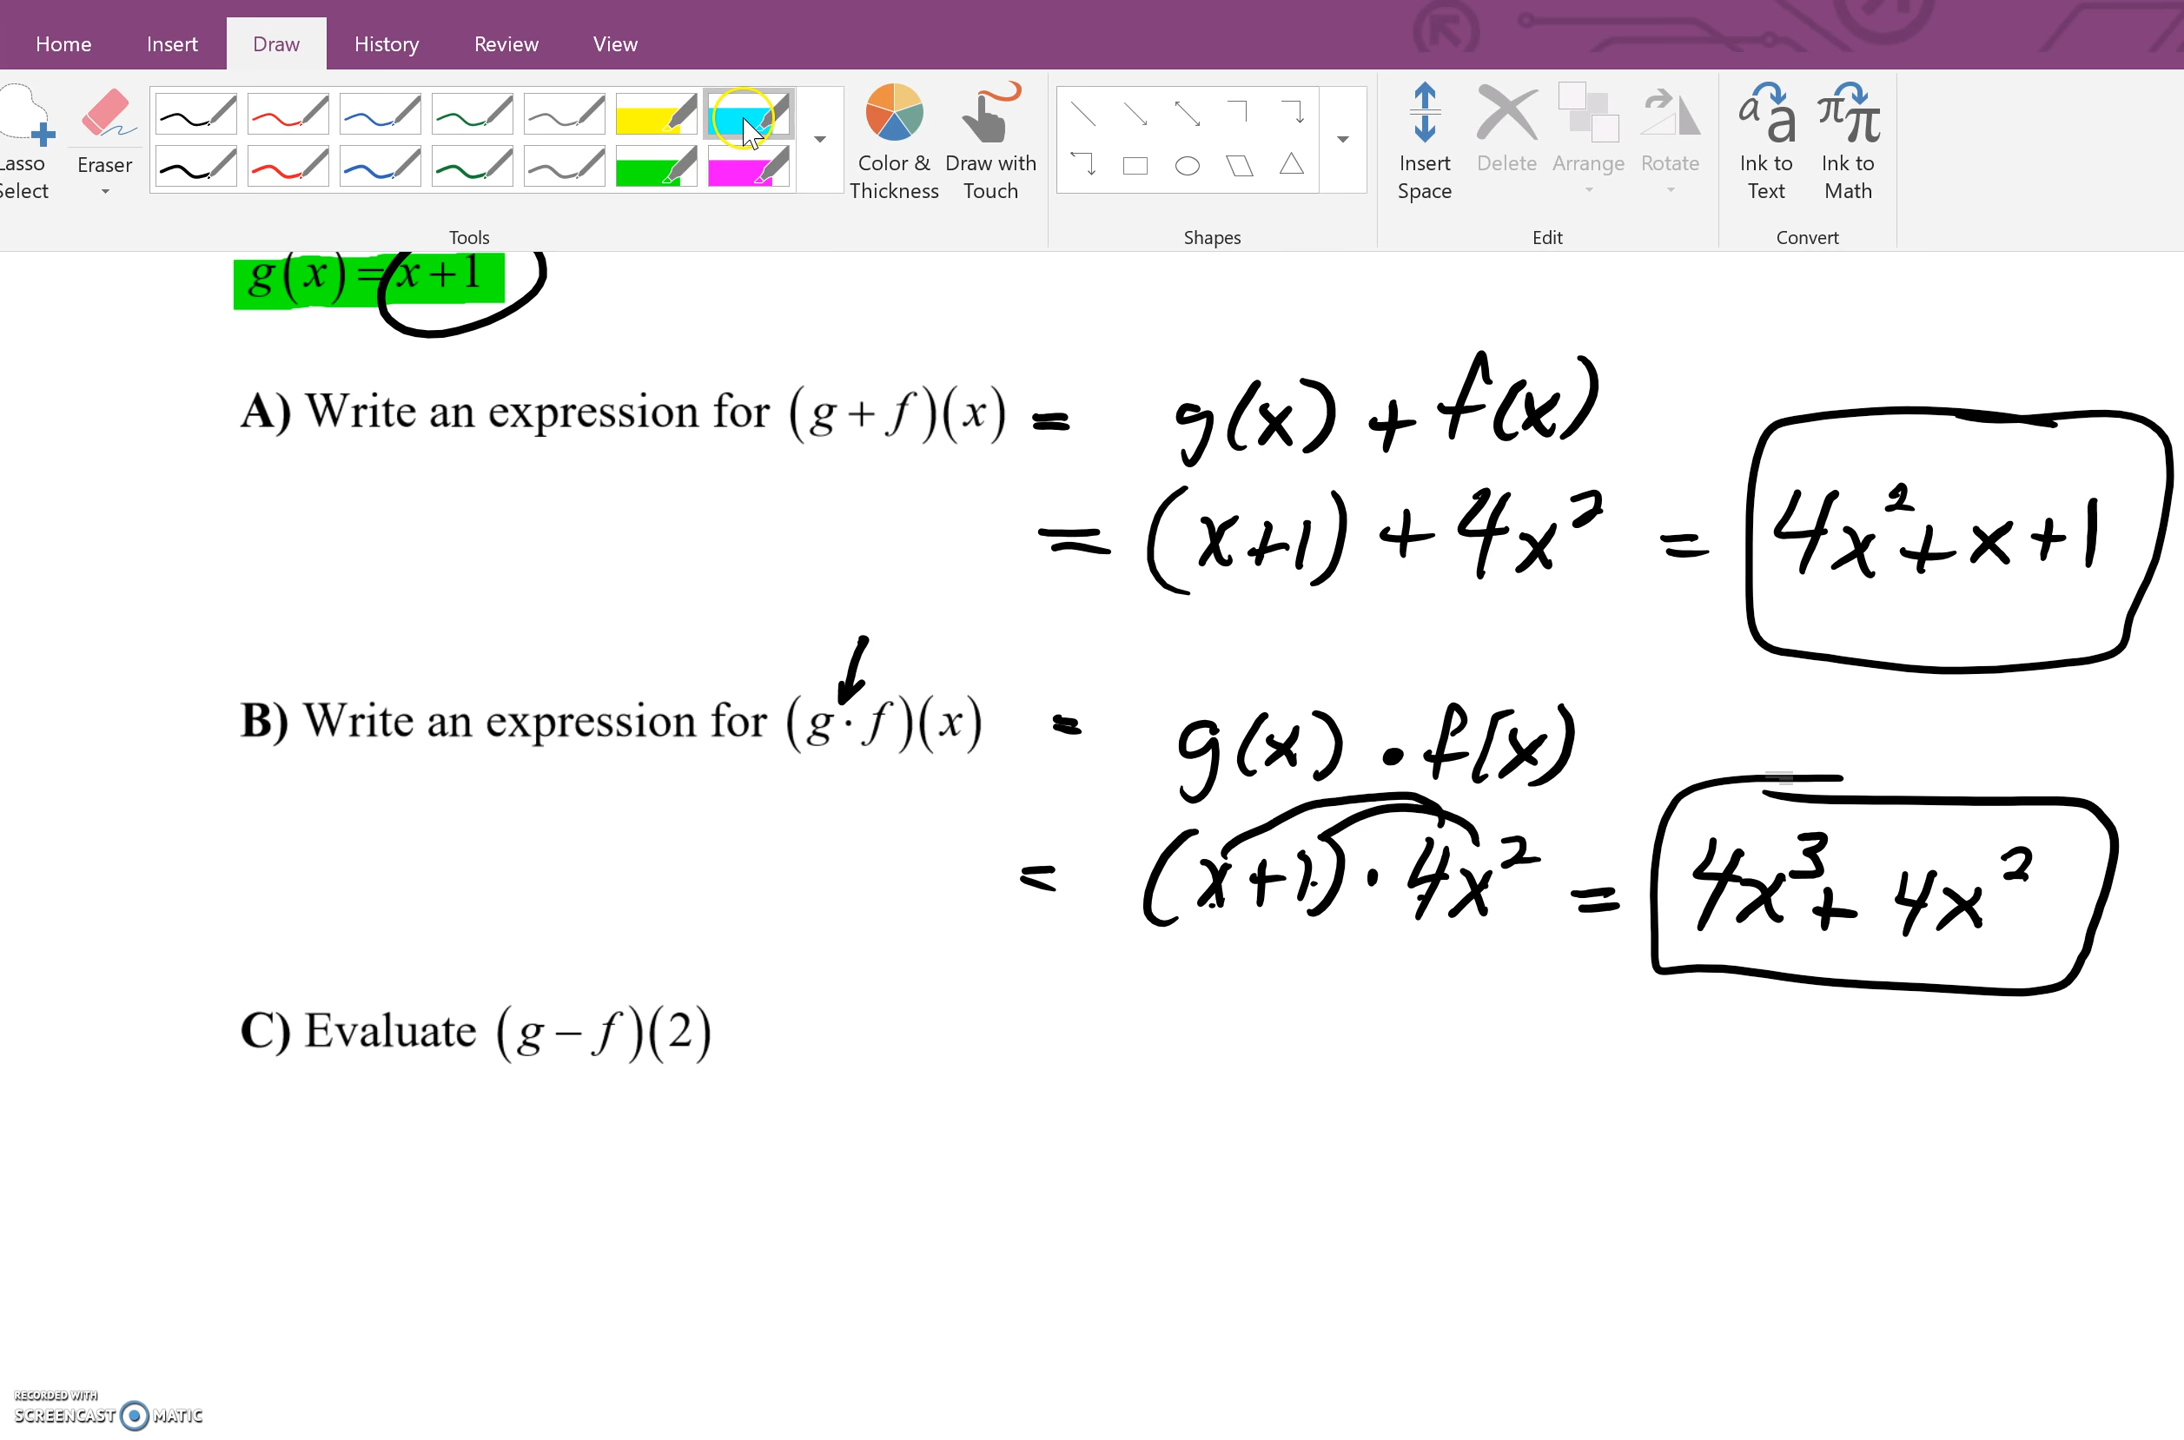 Home Insert Draw History Review View
Lasso Select
Eraser
Color & Thickness
Draw with Touch
Insert Space
Delete
Arrange
Rotate
Ink to Text
Ink to Math
Tools Shapes Edit Convert
g(x) = x + 1
A) Write an expression for (g + f)(x) = g(x) + f(x)
= (x+1) + 4x² = 4x² + x + 1
B) Write an expression for (g · f)(x) = g(x) · f(x)
= (x+1) · 4x² = 4x³ + 4x²
C) Evaluate (g − f)(2)
RECORDED WITH
SCREENCAST MATIC